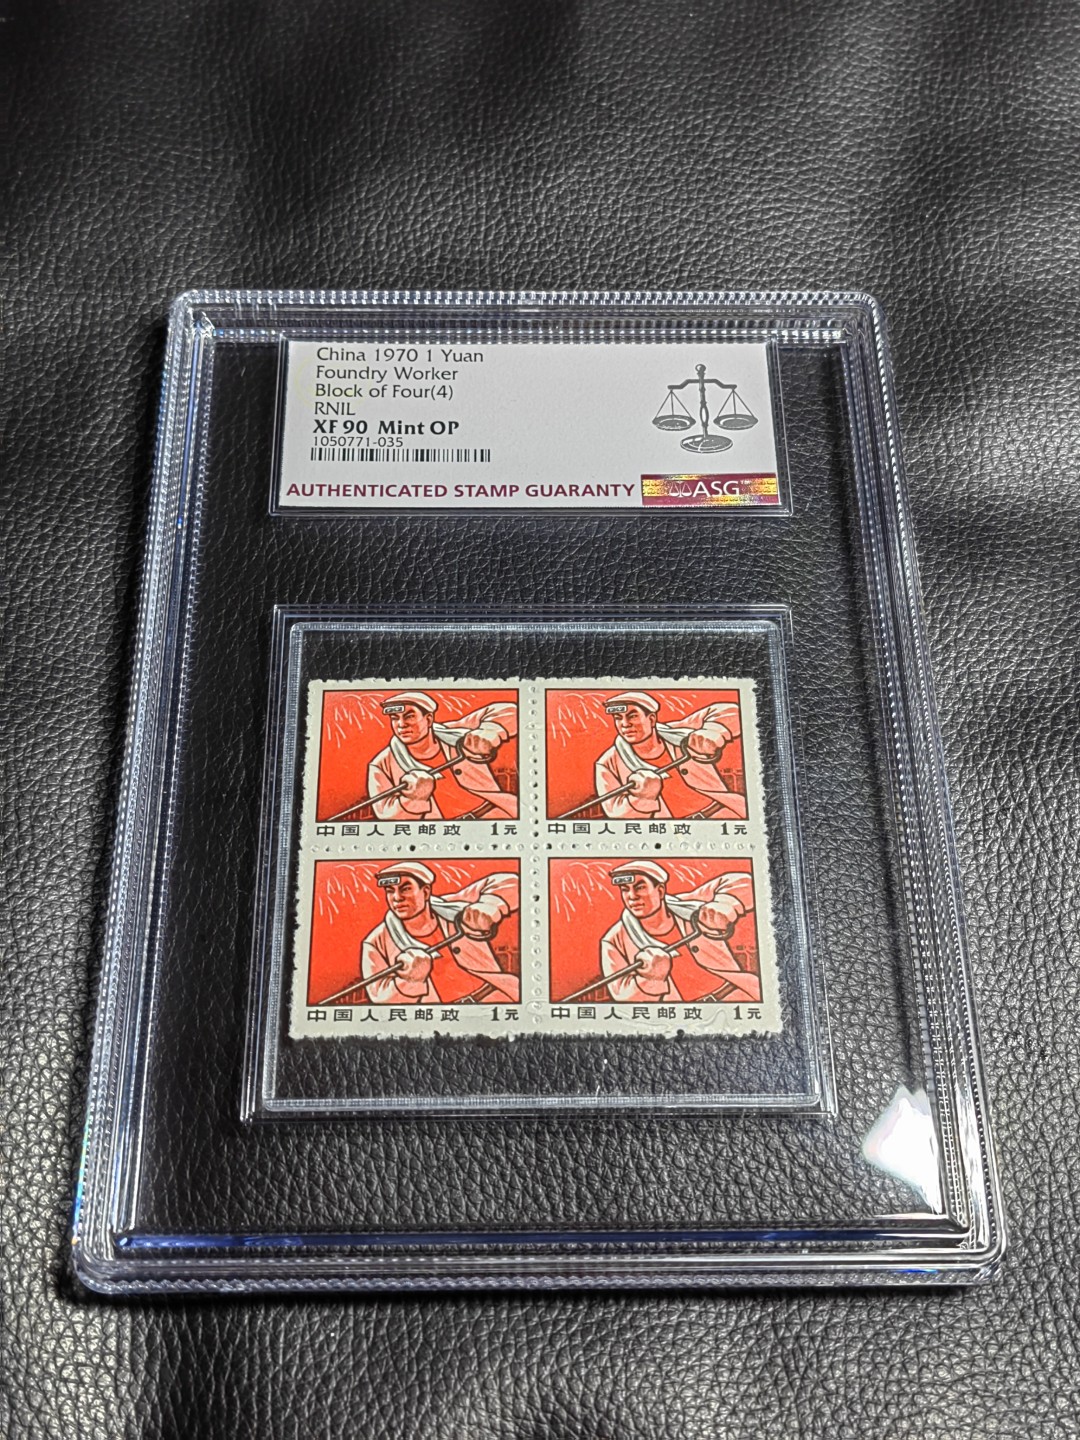 China 1970 1 Yuan
Foundry Worker
Block of Four(4)
RNIL
XF 90 Mint OP
1050771-035
AUTHENTICATED STAMP GUARANTY ASG™
中国人民邮政 1元 中国人民邮政 1元
中国人民邮政 1元 中国人民邮政 1元